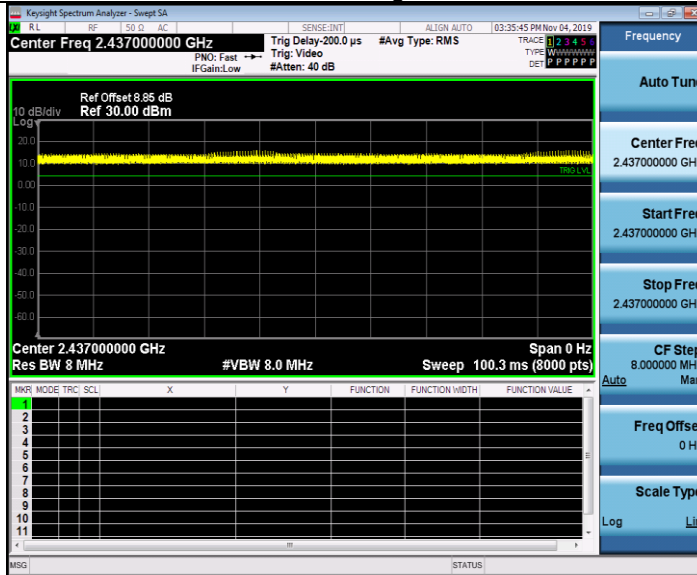 Keysight Spectrum Analyzer - Swept SA
RL RF 50 Ω AC SENSE:INT ALIGN AUTO 03:35:45 PM Nov 04, 2019
Center Freq 2.437000000 GHz
PNO: Fast
IFGain:Low
Trig Delay-200.0 µs
Trig: Video
#Atten: 40 dB
#Avg Type: RMS
TRACE 1 2 3 4 5 6
TYPE
DET P P P P P P
Frequency
Ref Offset 8.85 dB
10 dB/div Ref 30.00 dBm
Log
20.0
10.0
TRIG LVL
0.00
-10.0
-20.0
-30.0
-40.0
-50.0
-60.0
Center 2.437000000 GHz Span 0 Hz
Res BW 8 MHz #VBW 8.0 MHz Sweep 100.3 ms (8000 pts)
MKR MODE TRC SCL X Y FUNCTION FUNCTION WIDTH FUNCTION VALUE
1
2
3
4
5
6
7
8
9
10
11
MSG STATUS
Auto Tun
Center Fre
2.437000000 GH
Start Fre
2.437000000 GH
Stop Fre
2.437000000 GH
CF Step
8.000000 MH
Auto Ma
Freq Offse
0 H
Scale Type
Log Li